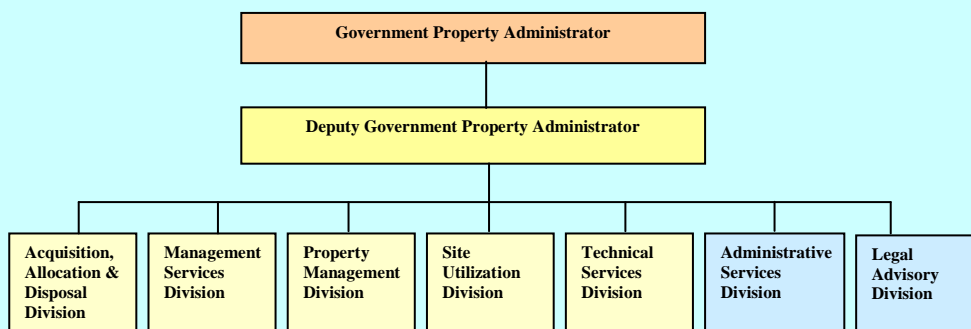 Government Property Administrator
Deputy Government Property Administrator
Acquisition,
Allocation &
Disposal
Division
Management
Services
Division
Property
Management
Division
Site
Utilization
Division
Technical
Services
Division
Administrative
Services
Division
Legal
Advisory
Division